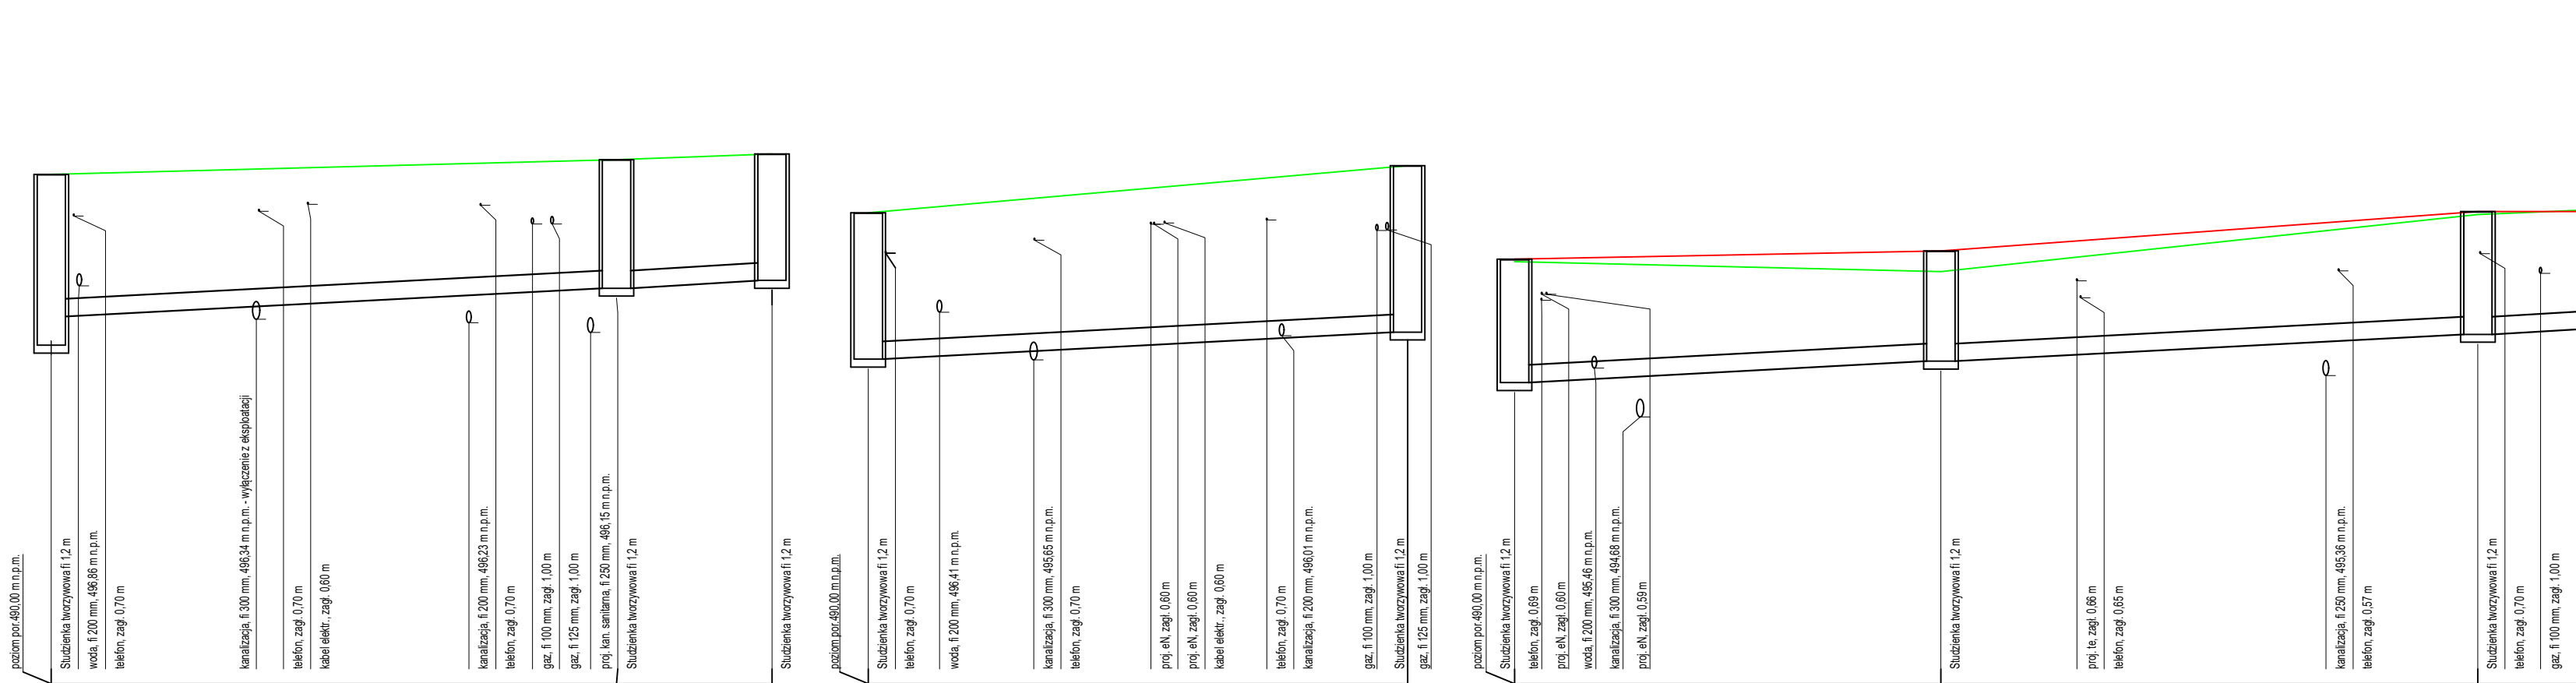 poziom por.490,00 m n.p.m.
Studzienka tworzywowa fi 1,2 m
woda, fi 200 mm, 496,86 m n.p.m.
telefon, zagł. 0,70 m
kanalizacja, fi 300 mm, 496,34 m n.p.m. - wyłączenie z eksploatacji
telefon, zagł. 0,70 m
kabel elektr., zagł. 0,60 m
kanalizacja, fi 200 mm, 496,23 m n.p.m.
telefon, zagł. 0,70 m
gaz, fi 100 mm, zagł. 1,00 m
gaz, fi 125 mm, zagł. 1,00 m
proj. kan. sanitarna, fi 250 mm, 496,15 m n.p.m.
Studzienka tworzywowa fi 1,2 m
Studzienka tworzywowa fi 1,2 m
poziom por.490,00 m n.p.m.
Studzienka tworzywowa fi 1,2 m
telefon, zagł. 0,70 m
woda, fi 200 mm, 496,41 m n.p.m.
kanalizacja, fi 300 mm, 495,65 m n.p.m.
telefon, zagł. 0,70 m
proj. eN, zagł. 0,60 m
proj. eN, zagł. 0,60 m
kabel elektr., zagł. 0,60 m
telefon, zagł. 0,70 m
kanalizacja, fi 200 mm, 496,01 m n.p.m.
gaz, fi 100 mm, zagł. 1,00 m
Studzienka tworzywowa fi 1,2 m
gaz, fi 125 mm, zagł. 1,00 m
poziom por.490,00 m n.p.m.
Studzienka tworzywowa fi 1,2 m
telefon, zagł. 0,69 m
proj. eN, zagł. 0,60 m
woda, fi 200 mm, 495,46 m n.p.m.
kanalizacja, fi 300 mm, 494,68 m n.p.m.
proj. eN, zagł. 0,59 m
Studzienka tworzywowa fi 1,2 m
proj. te, zagł. 0,66 m
telefon, zagł. 0,65 m
kanalizacja, fi 250 mm, 495,36 m n.p.m.
telefon, zagł. 0,57 m
Studzienka tworzywowa fi 1,2 m
telefon, zagł. 0,70 m
gaz, fi 100 mm, zagł. 1,00 m